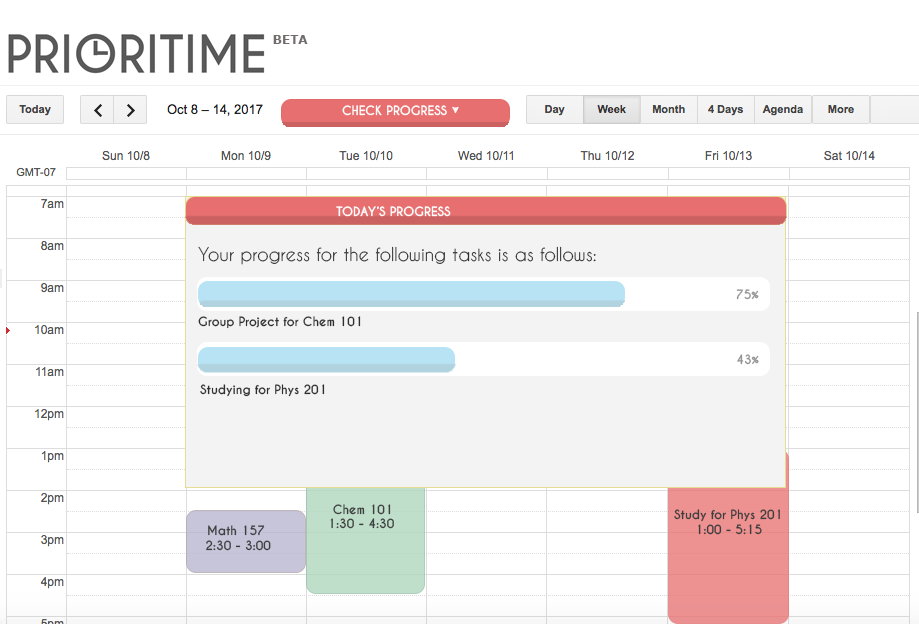 PRIORITIME BETA
Today < > Oct 8 – 14, 2017 CHECK PROGRESS ▼ Day Week Month 4 Days Agenda More
Sun 10/8 Mon 10/9 Tue 10/10 Wed 10/11 Thu 10/12 Fri 10/13 Sat 10/14
GMT-07
7am
TODAY'S PROGRESS
8am
Your progress for the following tasks is as follows:
9am
75%
Group Project for Chem 101
10am
43%
11am
Studying for Phys 201
12pm
1pm
2pm
Chem 101
1:30 - 4:30
Study for Phys 201
1:00 - 5:15
Math 157
2:30 - 3:00
3pm
4pm
5pm